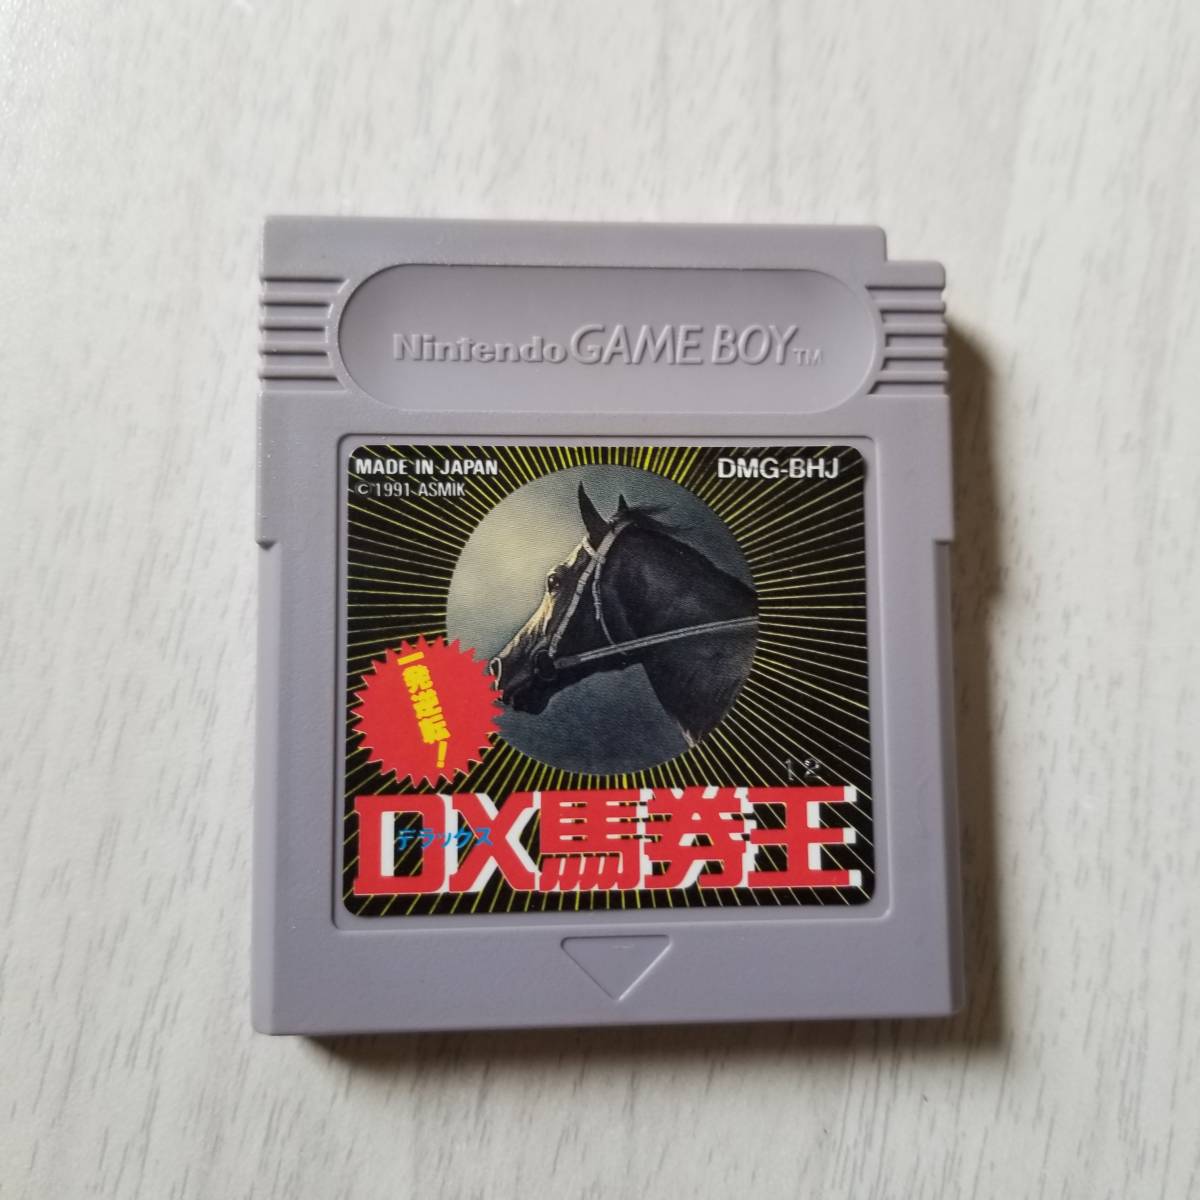 Nintendo GAME BOY TM
MADE IN JAPAN
© 1991 ASMIK
DMG-BHJ
一発逆転!
12
DX馬券王
デラックス